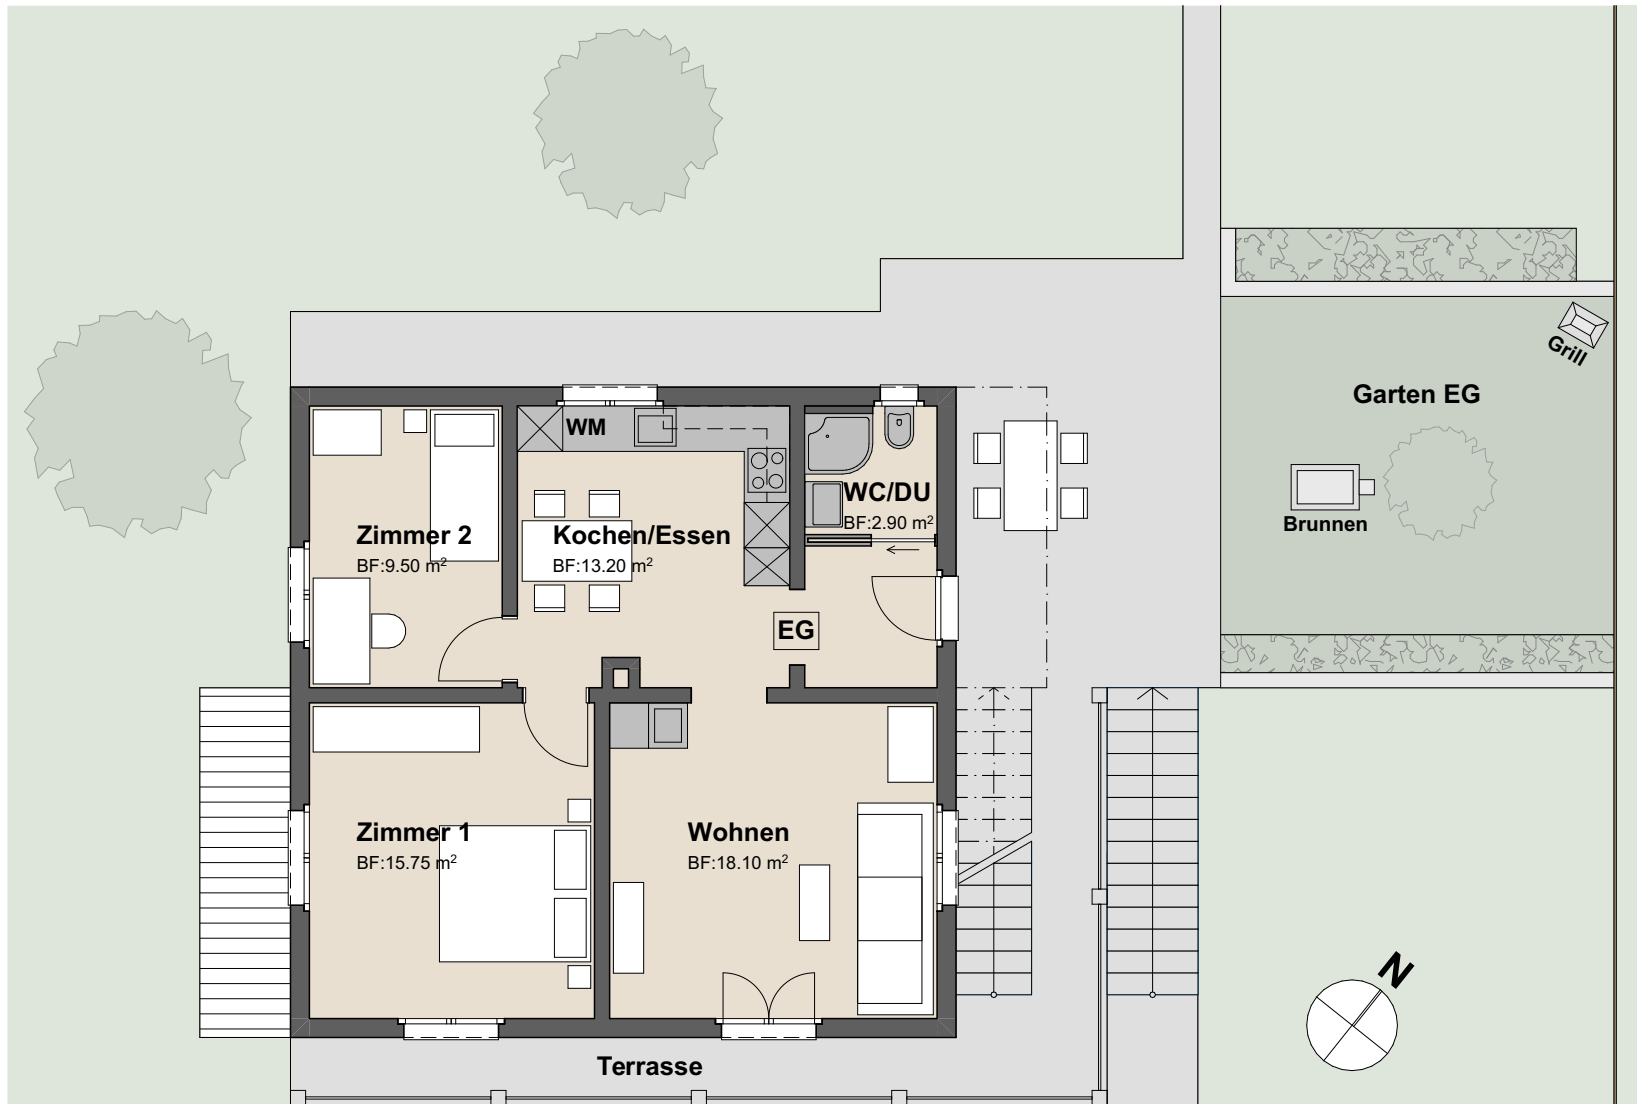 Grill
Garten EG
WM
WC/DU
BF:2.90 m²
Brunnen
Zimmer 2
BF:9.50 m²
Kochen/Essen
BF:13.20 m²
EG
Zimmer 1
BF:15.75 m²
Wohnen
BF:18.10 m²
N
Terrasse